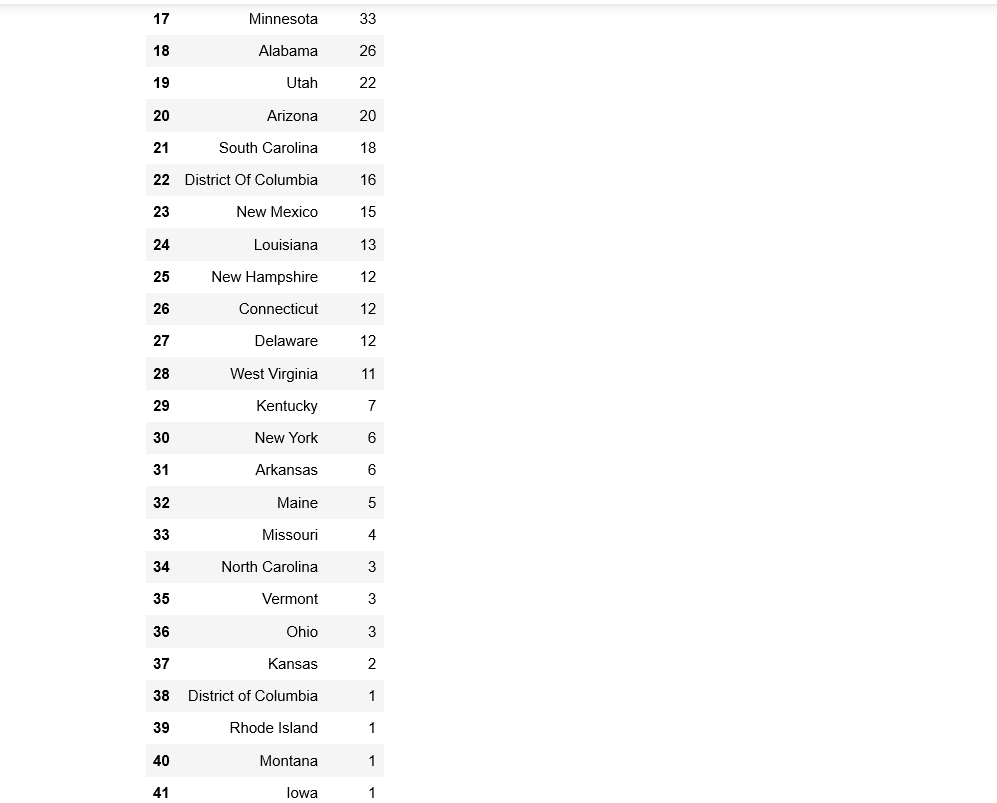 17 Minnesota 33
18 Alabama 26
19 Utah 22
20 Arizona 20
21 South Carolina 18
22 District Of Columbia 16
23 New Mexico 15
24 Louisiana 13
25 New Hampshire 12
26 Connecticut 12
27 Delaware 12
28 West Virginia 11
29 Kentucky 7
30 New York 6
31 Arkansas 6
32 Maine 5
33 Missouri 4
34 North Carolina 3
35 Vermont 3
36 Ohio 3
37 Kansas 2
38 District of Columbia 1
39 Rhode Island 1
40 Montana 1
41 Iowa 1